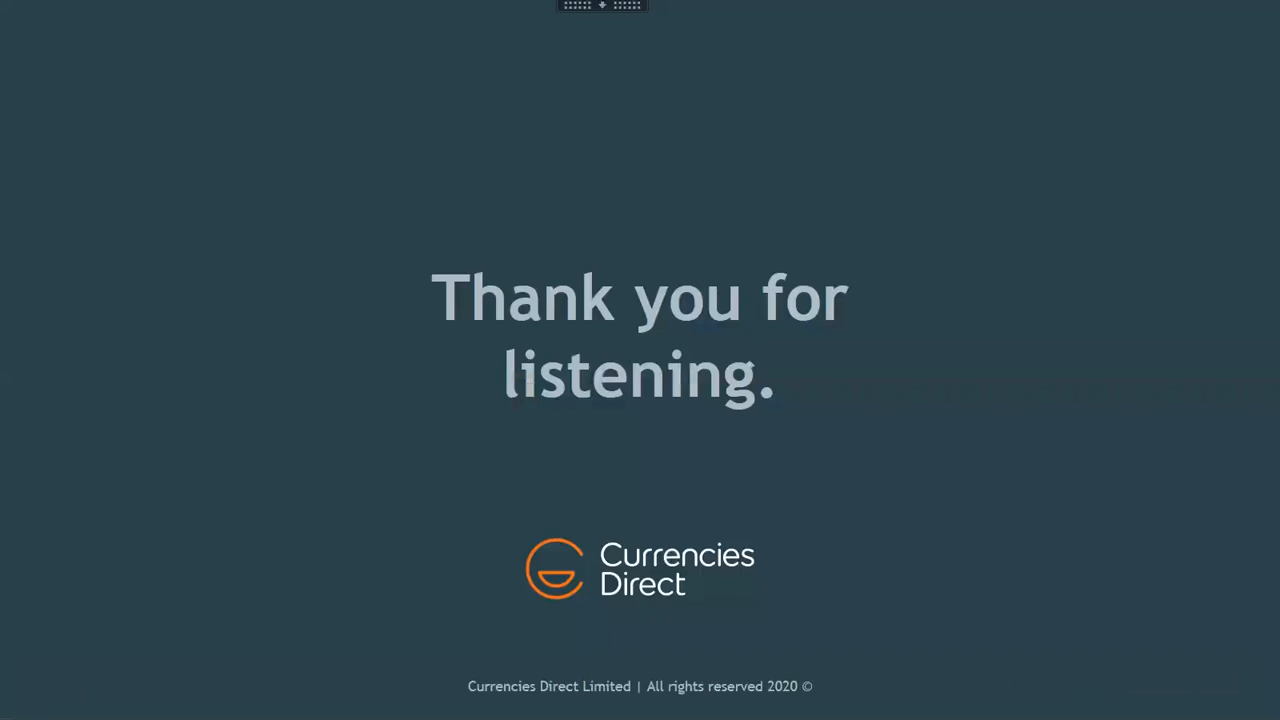 Thank you for
listening.
Currencies
Direct
Currencies Direct Limited | All rights reserved 2020 ©